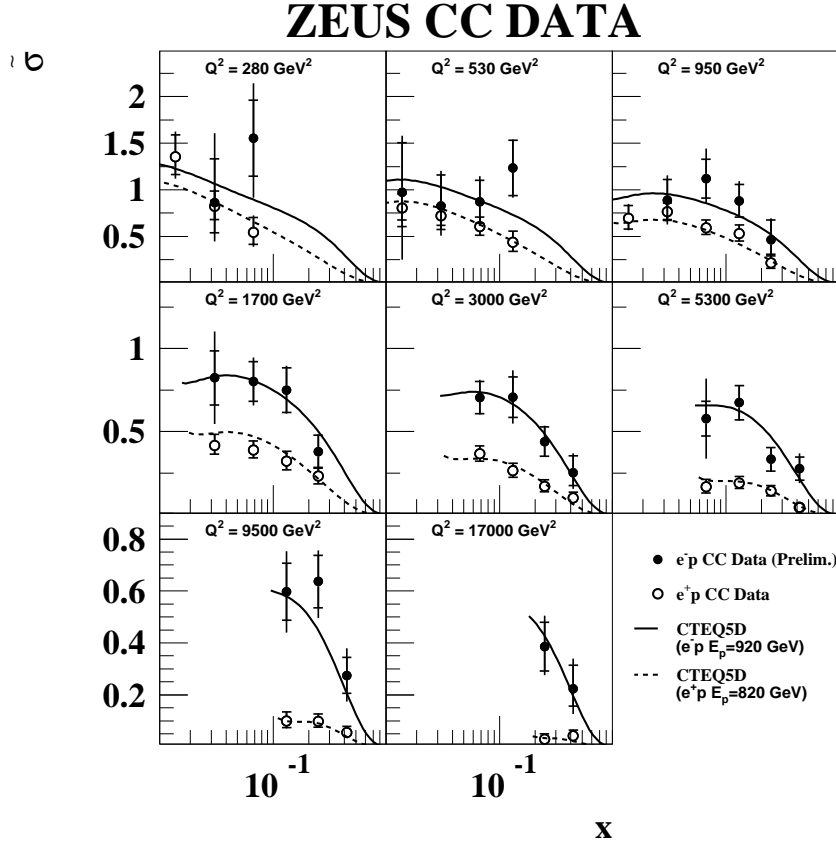 ZEUS CC DATA
σ̃
Q² = 280 GeV²
Q² = 530 GeV²
Q² = 950 GeV²
2
1.5
1
0.5
Q² = 1700 GeV²
Q² = 3000 GeV²
Q² = 5300 GeV²
1
0.5
Q² = 9500 GeV²
Q² = 17000 GeV²
0.8
0.6
0.4
0.2
e⁻p CC Data (Prelim.)
e⁺p CC Data
CTEQ5D
(e⁻p Eₚ=920 GeV)
CTEQ5D
(e⁺p Eₚ=820 GeV)
10⁻¹
10⁻¹
x